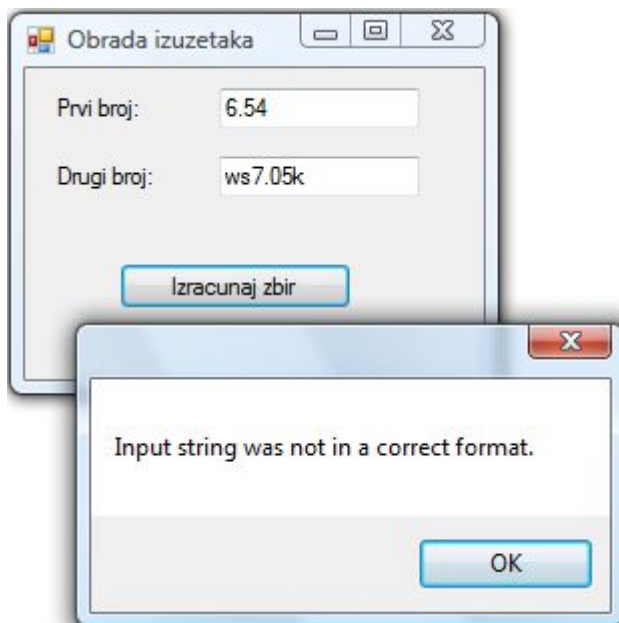 Obrada izuzetaka
Prvi broj: 6.54
Drugi broj: ws7.05k
Izracunaj zbir
Input string was not in a correct format.
OK